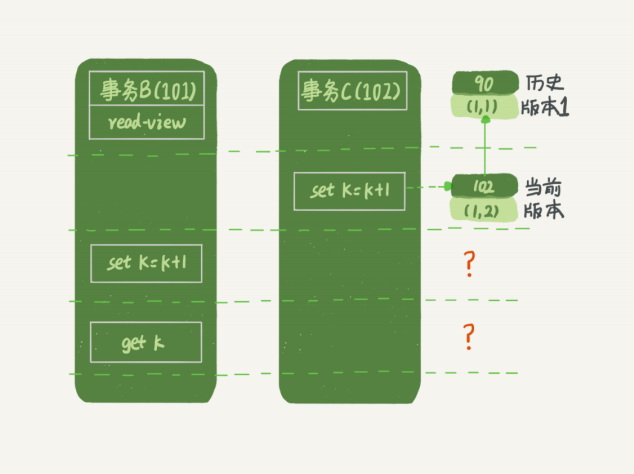 事务B(101)
read-view
事务C(102)
90
(1,1)
历史
版本1
set k=k+1
102
(1,2)
当前
版本
set k=k+1
?
get k
?